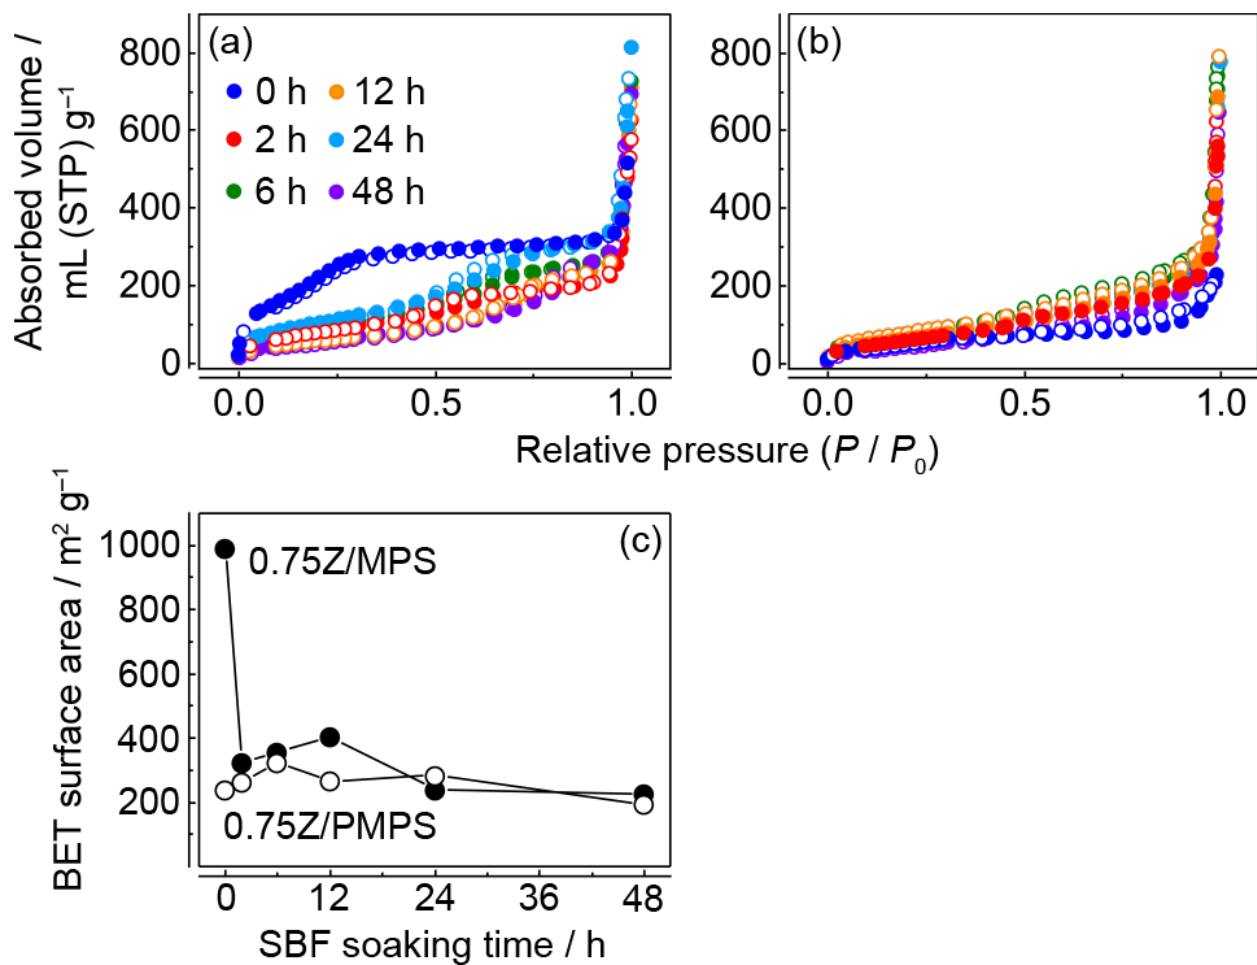 Absorbed volume /
mL (STP) g⁻¹
(a)
0 h
12 h
2 h
24 h
6 h
48 h
800
600
400
200
0
0.0
0.5
1.0
(b)
800
600
400
200
0
0.0
0.5
1.0
Relative pressure (P / P₀)
BET surface area / m² g⁻¹
(c)
1000
800
600
400
200
0.75Z/MPS
0.75Z/PMPS
0
12
24
36
48
SBF soaking time / h